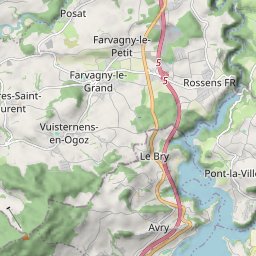 Posat
Farvagny-le-
Petit
5
5
Farvagny-le-
Grand
Rossens FR
res-Saint-
urent
Vuisternens-
en-Ogoz
Le Bry
Pont-la-Ville
Avry